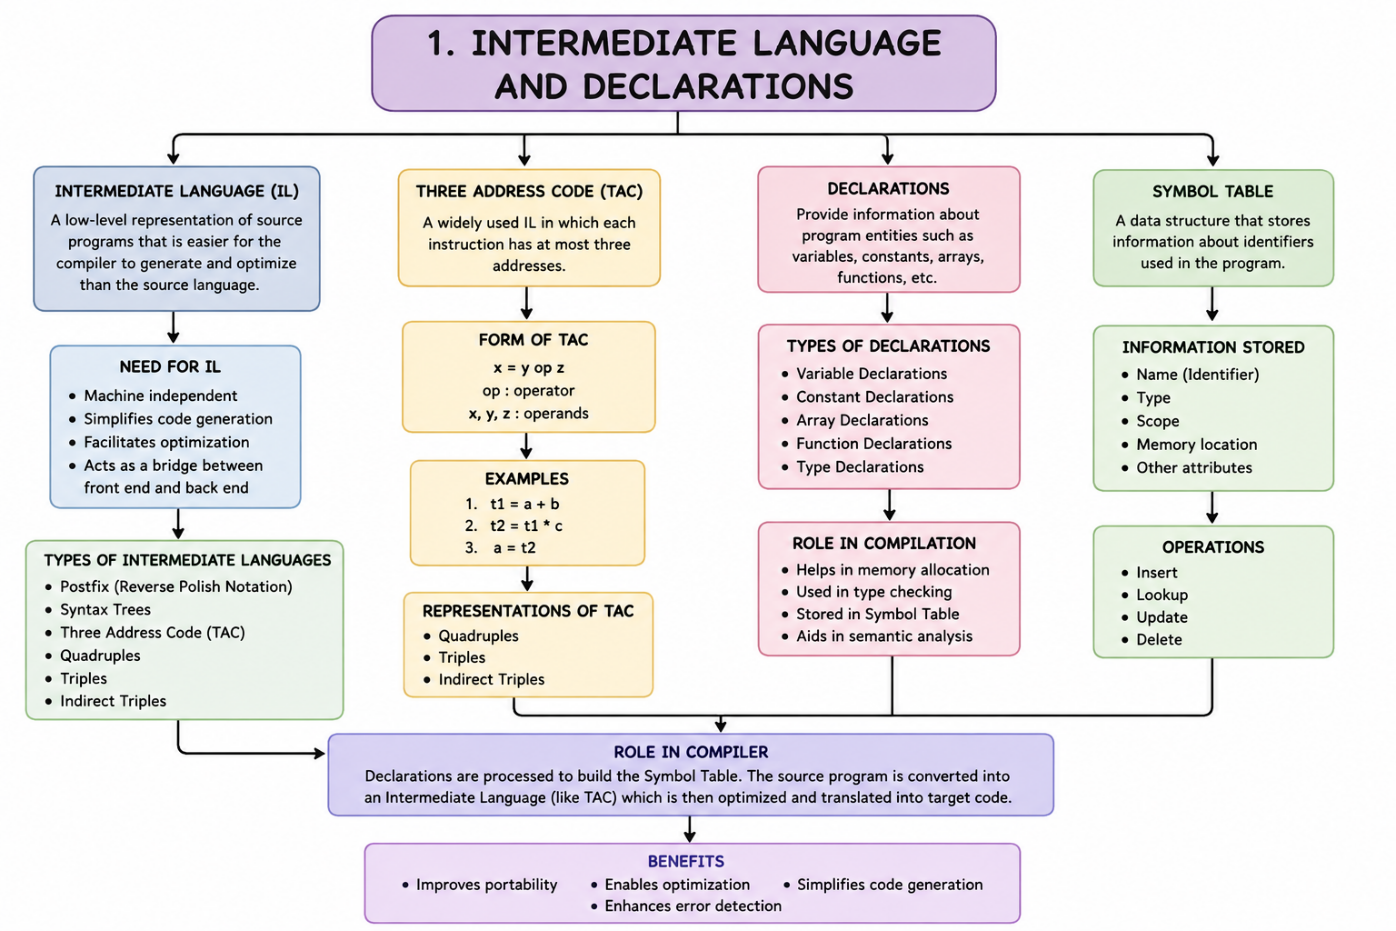 1. INTERMEDIATE LANGUAGE
AND DECLARATIONS
INTERMEDIATE LANGUAGE (IL)
A low-level representation of source
programs that is easier for the
compiler to generate and optimize
than the source language.
NEED FOR IL
• Machine independent
• Simplifies code generation
• Facilitates optimization
• Acts as a bridge between
front end and back end
TYPES OF INTERMEDIATE LANGUAGES
• Postfix (Reverse Polish Notation)
• Syntax Trees
• Three Address Code (TAC)
• Quadruples
• Triples
• Indirect Triples
THREE ADDRESS CODE (TAC)
A widely used IL in which each
instruction has at most three
addresses.
FORM OF TAC
x = y op z
op : operator
x, y, z : operands
EXAMPLES
1. t1 = a + b
2. t2 = t1 * c
3. a = t2
REPRESENTATIONS OF TAC
• Quadruples
• Triples
• Indirect Triples
DECLARATIONS
Provide information about
program entities such as
variables, constants, arrays,
functions, etc.
TYPES OF DECLARATIONS
• Variable Declarations
• Constant Declarations
• Array Declarations
• Function Declarations
• Type Declarations
ROLE IN COMPILATION
• Helps in memory allocation
• Used in type checking
• Stored in Symbol Table
• Aids in semantic analysis
SYMBOL TABLE
A data structure that stores
information about identifiers
used in the program.
INFORMATION STORED
• Name (Identifier)
• Type
• Scope
• Memory location
• Other attributes
OPERATIONS
• Insert
• Lookup
• Update
• Delete
ROLE IN COMPILER
Declarations are processed to build the Symbol Table. The source program is converted into
an Intermediate Language (like TAC) which is then optimized and translated into target code.
BENEFITS
• Improves portability • Enables optimization • Simplifies code generation
• Enhances error detection